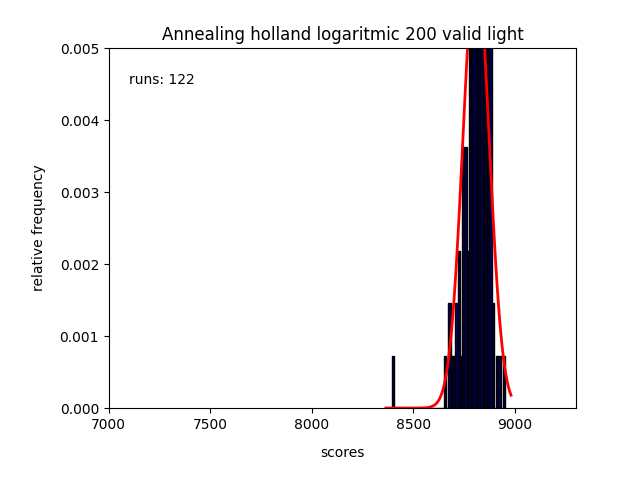 Annealing holland logaritmic 200 valid light
runs: 122
relative frequency
0.005
0.004
0.003
0.002
0.001
0.000
7000
7500
8000
8500
9000
scores